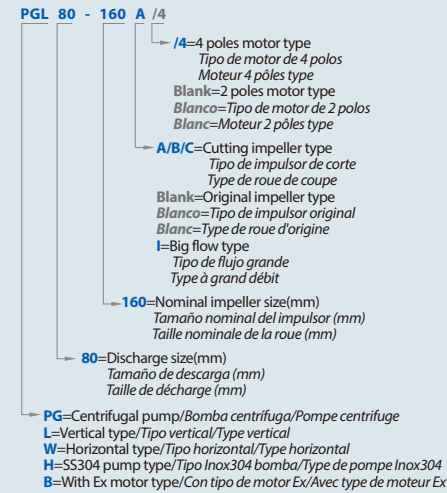 PGL 80 - 160 A /4
/4=4 poles motor type
Tipo de motor de 4 polos
Moteur 4 pôles type
Blank=2 poles motor type
Blanco=Tipo de motor de 2 polos
Blanc=Moteur 2 pôles type
A/B/C=Cutting impeller type
Tipo de impulsor de corte
Type de roue de coupe
Blank=Original impeller type
Blanco=Tipo de impulsor original
Blanc=Type de roue d'origine
I=Big flow type
Tipo de flujo grande
Type à grand débit
160=Nominal impeller size(mm)
Tamaño nominal del impulsor (mm)
Taille nominale de la roue (mm)
80=Discharge size(mm)
Tamaño de descarga (mm)
Taille de décharge (mm)
PG=Centrifugal pump/Bomba centrífuga/Pompe centrifuge
L=Vertical type/Tipo vertical/Type vertical
W=Horizontal type/Tipo horizontal/Type horizontal
H=SS304 pump type/Tipo Inox304 bomba/Type de pompe Inox304
B=With Ex motor type/Con tipo de motor Ex/Avec type de moteur Ex